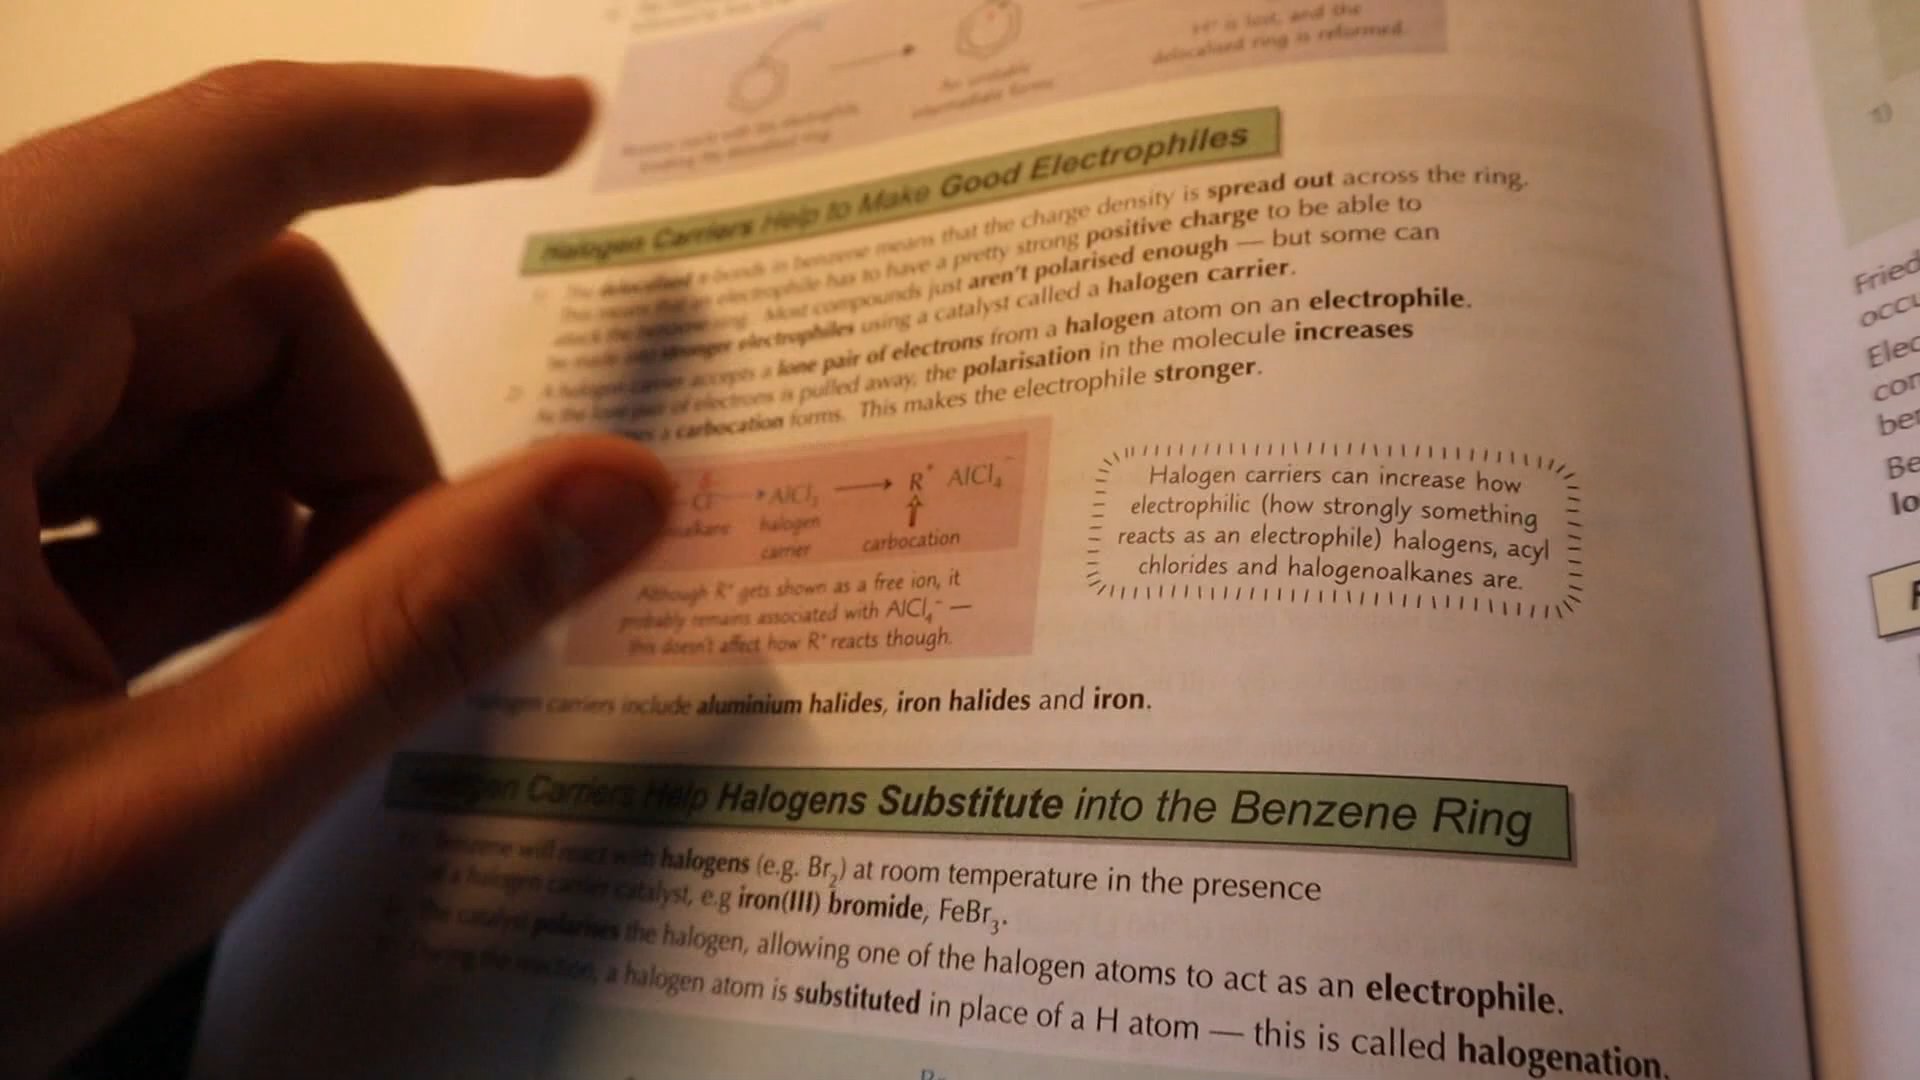 H⁺ is lost, and the
delocalised ring is reformed.
An unstable
intermediate forms
Halogen Carriers Help to Make Good Electrophiles
1) The delocalised π-bonds in benzene means that the charge density is spread out across the ring.
This means that an electrophile has to have a pretty strong positive charge to be able to
attack the benzene ring. Most compounds just aren't polarised enough — but some can
be made into stronger electrophiles using a catalyst called a halogen carrier.
2) A halogen carrier accepts a lone pair of electrons from a halogen atom on an electrophile.
As the lone pair of electrons is pulled away, the polarisation in the molecule increases
a carbocation forms. This makes the electrophile stronger.
Cl AlCl₃ R⁺ AlCl₄⁻
halogen
carrier
carbocation
Although R⁺ gets shown as a free ion, it
probably remains associated with AlCl₄⁻ —
this doesn't affect how R⁺ reacts though.
Halogen carriers can increase how
electrophilic (how strongly something
reacts as an electrophile) halogens, acyl
chlorides and halogenoalkanes are.
carriers include aluminium halides, iron halides and iron.
Halogen Carriers Help Halogens Substitute into the Benzene Ring
Benzene will react with halogens (e.g. Br₂) at room temperature in the presence
of a halogen carrier catalyst, e.g iron(III) bromide, FeBr₃.
The catalyst polarises the halogen, allowing one of the halogen atoms to act as an electrophile.
During the reaction, a halogen atom is substituted in place of a H atom — this is called halogenation.
1)
Fried
occu
Elec
con
ben
Be
lo